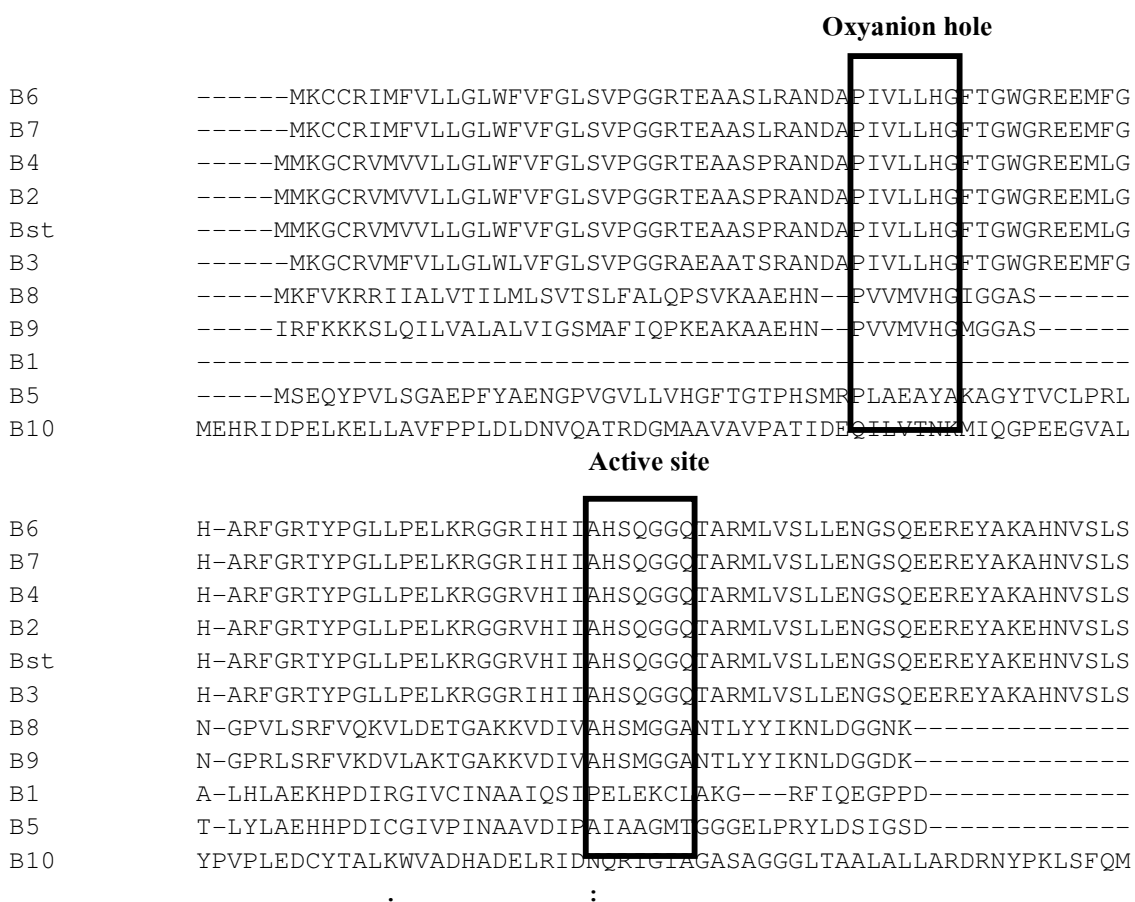 Oxyanion hole
B6 ------MKCCRIMFVLLGLWFVFGLSVPGGRTEAASLRANDAPIVLLHGFTGWGREEMFG
B7 ------MKCCRIMFVLLGLWFVFGLSVPGGRTEAASLRANDAPIVLLHGFTGWGREEMFG
B4 -----MMKGCRVMVVLLGLWFVFGLSVPGGRTEAASPRANDAPIVLLHGFTGWGREEMLG
B2 -----MMKGCRVMVVLLGLWFVFGLSVPGGRTEAASPRANDAPIVLLHGFTGWGREEMLG
Bst -----MMKGCRVMVVLLGLWFVFGLSVPGGRTEAASPRANDAPIVLLHGFTGWGREEMLG
B3 ------MKGCRVMFVLLGLWLVFGLSVPGGRAEAATSRANDAPIVLLHGFTGWGREEMFG
B8 -----MKFVKRRIIALVTILMLSVTSLFALQPSVKAAEHN--PVVMVHGIGGAS------
B9 -----IRFKKKSLQILVALALVIGSMAFIQPKEAKAAEHN--PVVMVHGMGGAS------
B1 ------------------------------------------------------------
B5 -----MSEQYPVLSGAEPFYAENGPVGVLLVHGFTGTPHSMRPLAEAYAKAGYTVCLPRL
B10 MEHRIDPELKELLAVFPPLDLDNVQATRDGMAAVAVPATIDEQILVTNKMIQGPEEGVAL
Active site
B6 H-ARFGRTYPGLLPELKRGGRIHIIAHSQGGQTARMLVSLLENGSQEEREYAKAHNVSLS
B7 H-ARFGRTYPGLLPELKRGGRIHIIAHSQGGQTARMLVSLLENGSQEEREYAKAHNVSLS
B4 H-ARFGRTYPGLLPELKRGGRVHIIAHSQGGQTARMLVSLLENGSQEEREYAKAHNVSLS
B2 H-ARFGRTYPGLLPELKRGGRVHIIAHSQGGQTARMLVSLLENGSQEEREYAKEHNVSLS
Bst H-ARFGRTYPGLLPELKRGGRVHIIAHSQGGQTARMLVSLLENGSQEEREYAKEHNVSLS
B3 H-ARFGRTYPGLLPELKRGGRIHIIAHSQGGQTARMLVSLLENGSQEEREYAKAHNVSLS
B8 N-GPVLSRFVQKVLDETGAKKVDIVAHSMGGANTLYYIKNLDGGNK--------------
B9 N-GPRLSRFVKDVLAKTGAKKVDIVAHSMGGANTLYYIKNLDGGDK--------------
B1 A-LHLAEKHPDIRGIVCINAAIQSIPELEKCLAKG---RFIQEGPPD-------------
B5 T-LYLAEHHPDICGIVPINAAVDIPAIAAGMTGGGELPRYLDSIGSD-------------
B10 YPVPLEDCYTALKWVADHADELRIDNQRIGIAGASAGGGLTAALALLARDRNYPKLSFQM
. :